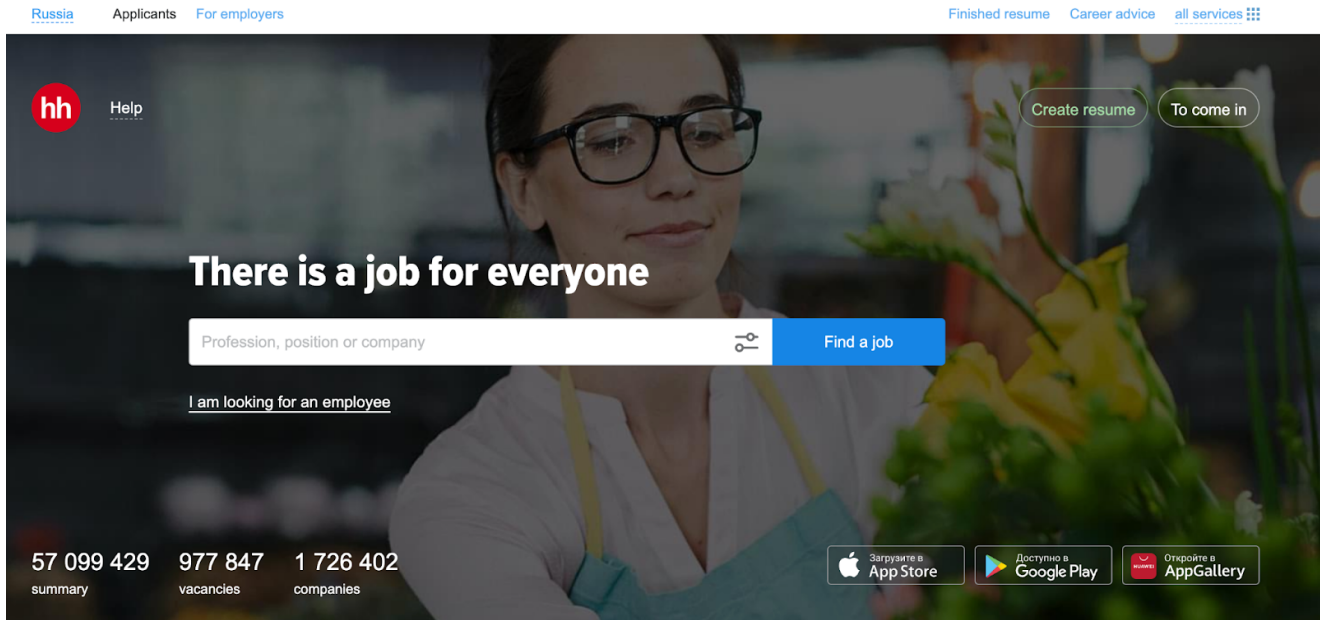 Russia Applicants For employers Finished resume Career advice all services
hh Help Create resume To come in
There is a job for everyone
Profession, position or company Find a job
I am looking for an employee
57 099 429 977 847 1 726 402
summary vacancies companies
Загрузите в
App Store
Доступно в
Google Play
HUAWEI
Откройте в
AppGallery